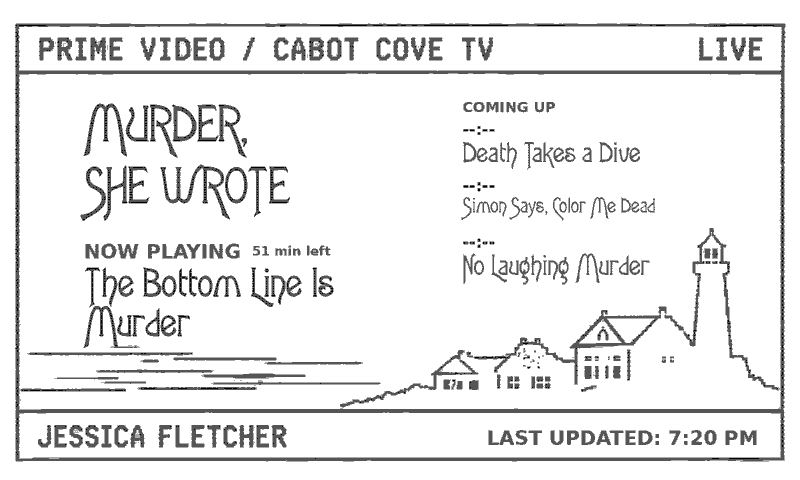 PRIME VIDEO / CABOT COVE TV
LIVE
MURDER,
SHE WROTE
NOW PLAYING 51 min left
The Bottom Line Is
Murder
COMING UP
--:--
Death Takes a Dive
--:--
Simon Says, Color Me Dead
--:--
No Laughing Murder
JESSICA FLETCHER
LAST UPDATED: 7:20 PM